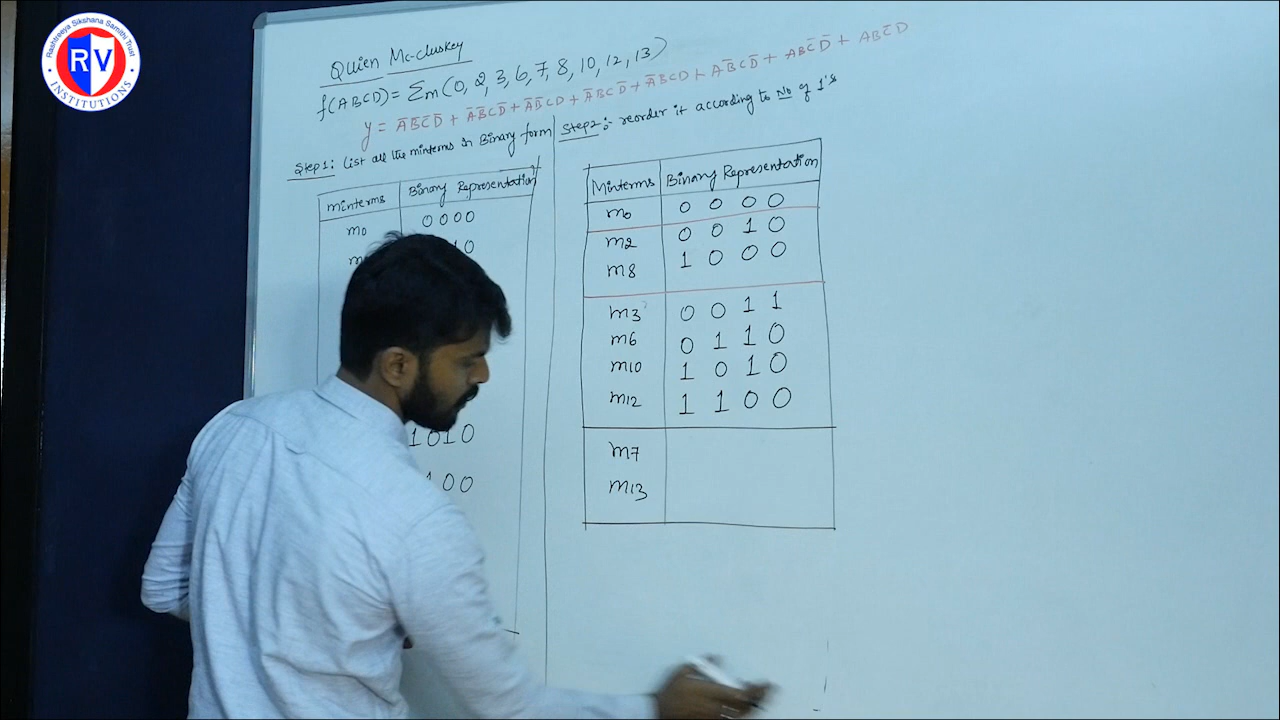 Rashtreeya Sikshana Samithi Trust
RV
INSTITUTIONS
Quien Mc-cluskey
f(ABCD)= Σm(0, 2, 3, 6, 7, 8, 10, 12, 13)
y = A̅B̅C̅D̅ + A̅B̅CD̅ + A̅B̅CD + A̅BCD̅ + A̅BCD + AB̅C̅D̅ + AB̅CD̅ + ABC̅D̅ + ABC̅D
Step1: List all the minterms in Binary form
Minterms Binary Representation
m0 0000
10
1010
00
Step2:- reorder it according to No of 1's
Minterms Binary Representation
m0 0 0 0 0
m2 0 0 1 0
m8 1 0 0 0
m3 0 0 1 1
m6 0 1 1 0
m10 1 0 1 0
m12 1 1 0 0
m7
m13